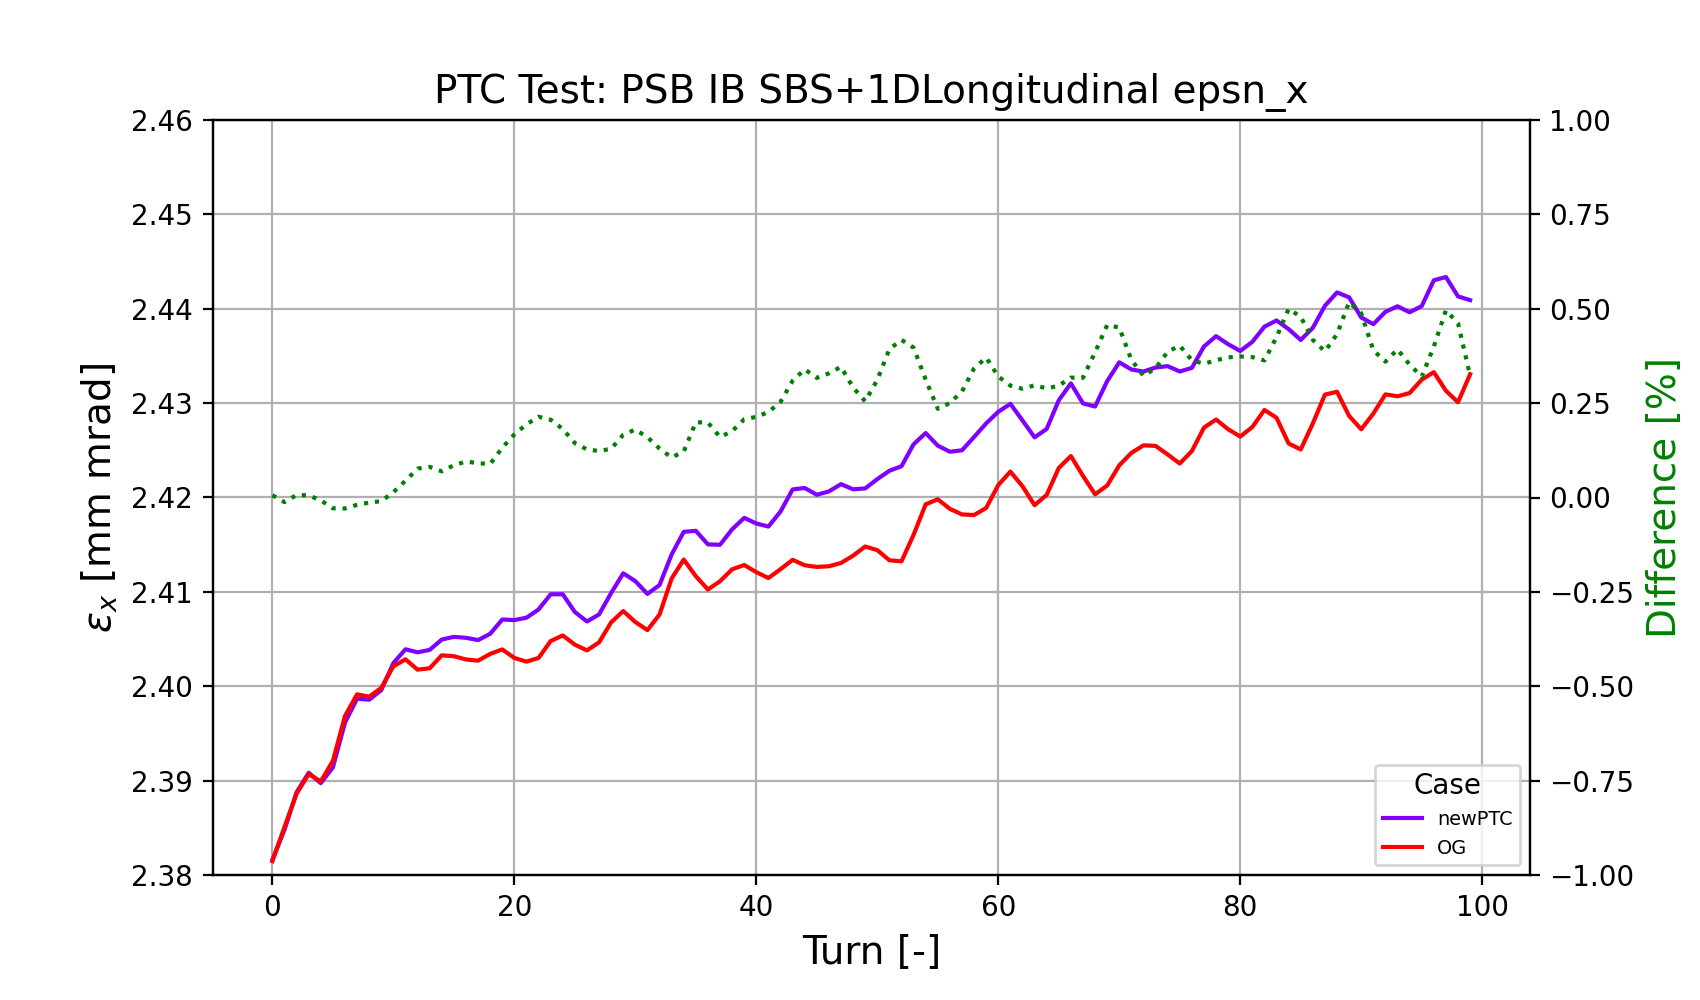 PTC Test: PSB IB SBS+1DLongitudinal epsn_x
2.46
2.45
2.44
2.43
2.42
2.41
2.40
2.39
2.38
εx [mm mrad]
1.00
0.75
0.50
0.25
0.00
−0.25
−0.50
−0.75
−1.00
Difference [%]
Case
newPTC
OG
0 20 40 60 80 100
Turn [-]